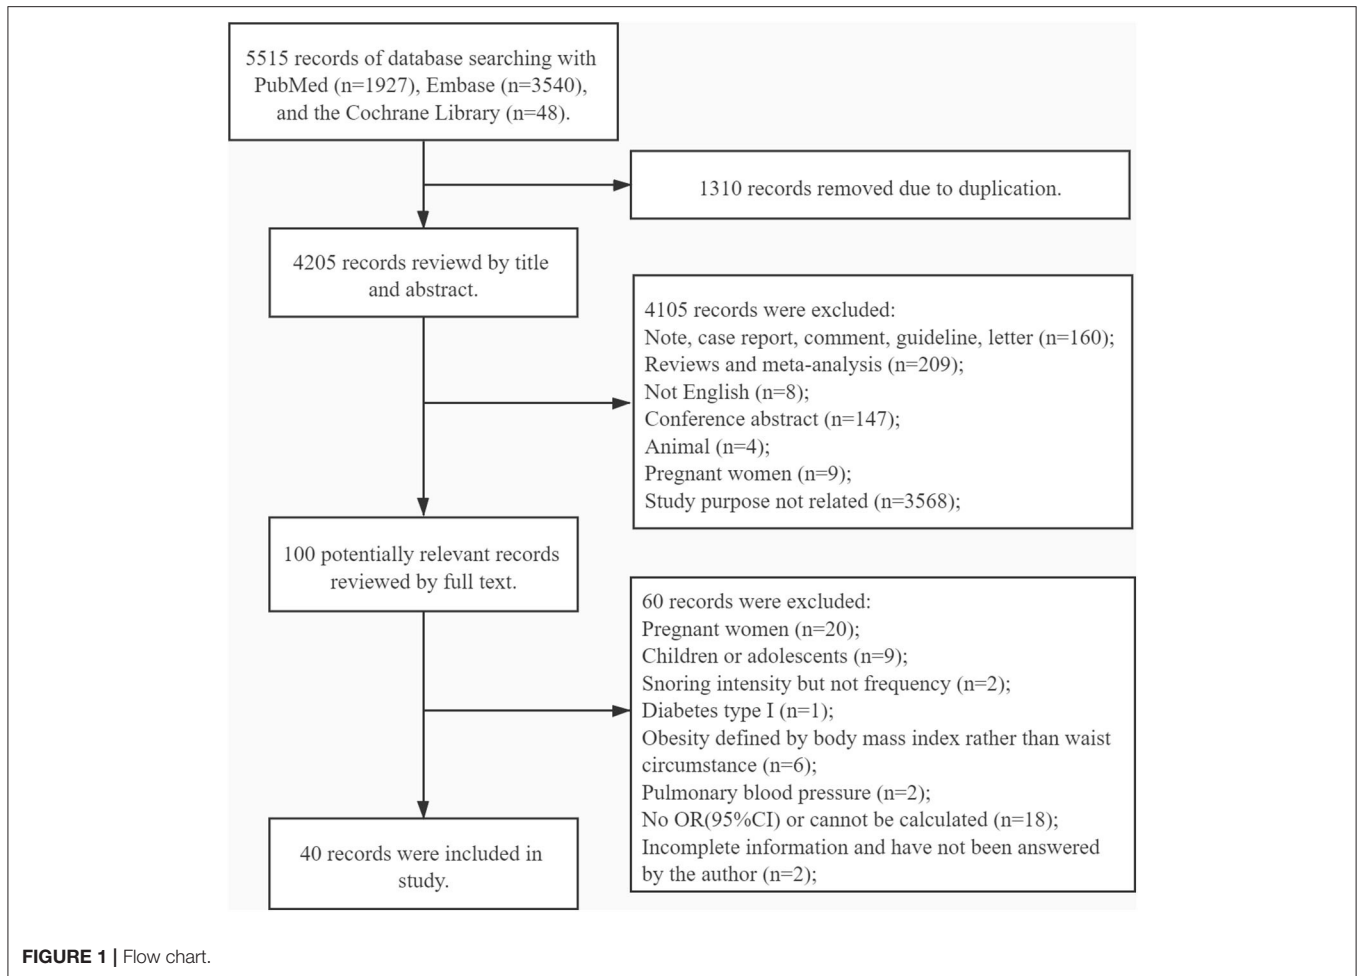 5515 records of database searching with
PubMed (n=1927), Embase (n=3540),
and the Cochrane Library (n=48).
1310 records removed due to duplication.
4205 records reviewd by title
and abstract.
4105 records were excluded:
Note, case report, comment, guideline, letter (n=160);
Reviews and meta-analysis (n=209);
Not English (n=8);
Conference abstract (n=147);
Animal (n=4);
Pregnant women (n=9);
Study purpose not related (n=3568);
100 potentially relevant records
reviewed by full text.
60 records were excluded:
Pregnant women (n=20);
Children or adolescents (n=9);
Snoring intensity but not frequency (n=2);
Diabetes type I (n=1);
Obesity defined by body mass index rather than waist
circumstance (n=6);
Pulmonary blood pressure (n=2);
No OR(95%CI) or cannot be calculated (n=18);
Incomplete information and have not been answered
by the author (n=2);
40 records were included in
study.
FIGURE 1 | Flow chart.